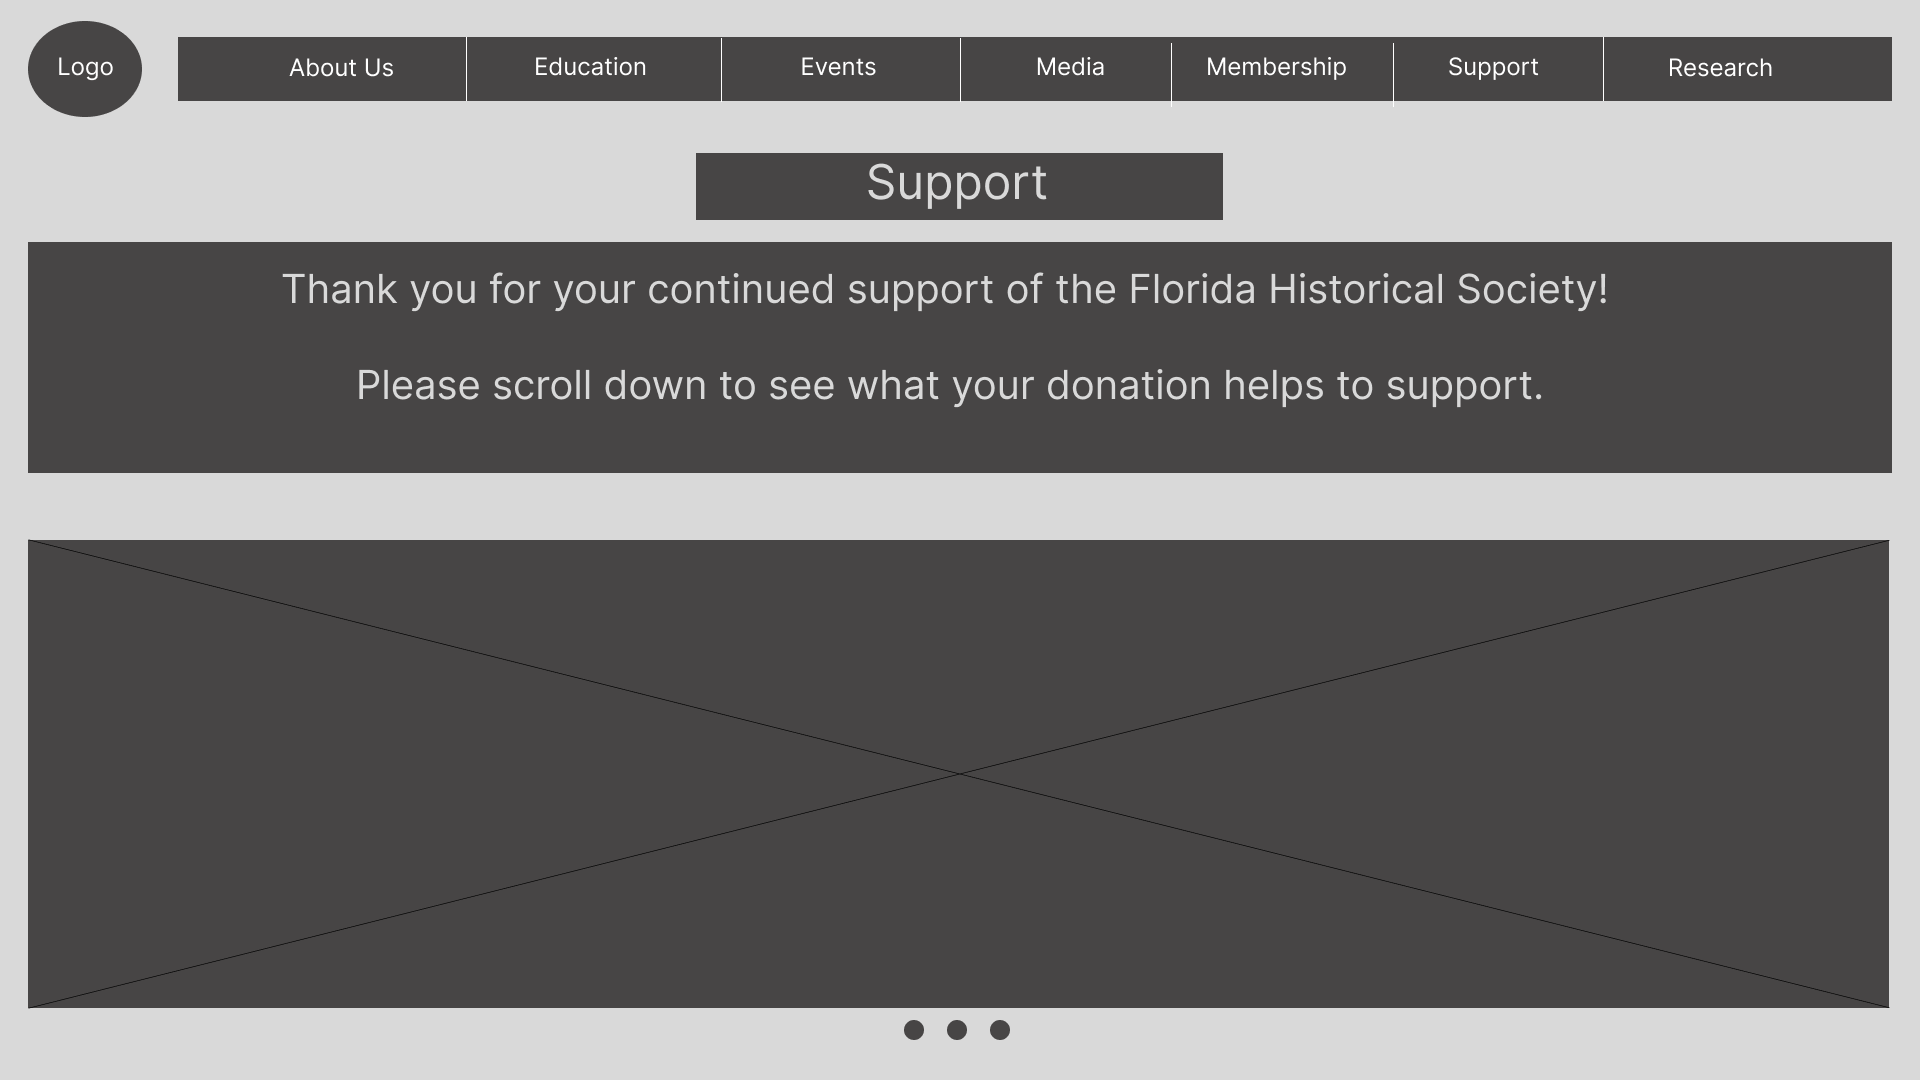 Logo
About Us
Education
Events
Media
Membership
Support
Research
Support
Thank you for your continued support of the Florida Historical Society!
Please scroll down to see what your donation helps to support.